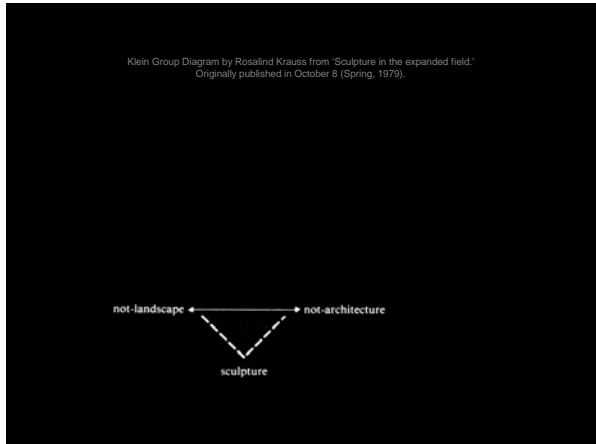 Klein Group Diagram by Rosalind Krauss from 'Sculpture in the expanded field.'
Originally published in October 8 (Spring, 1979).
not-landscape not-architecture
sculpture